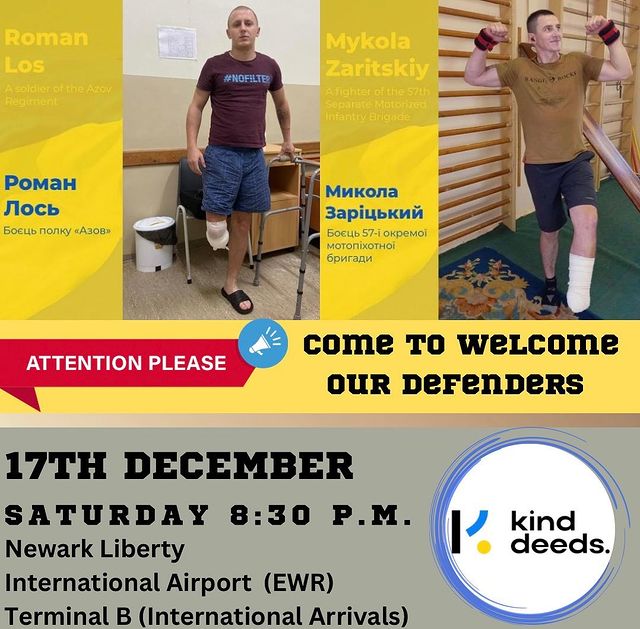 Roman
Los
A soldier of the Azov
Regiment
Роман
Лось
Боєць полку «Азов»
#NOFILTER
Mykola
Zaritskiy
A fighter of the 57th
Separate Motorized
Infantry Brigade
Микола
Заріцький
Боєць 57-ї окремої
мотопіхотної
бригади
ATTENTION PLEASE
COME TO WELCOME
OUR DEFENDERS
17TH DECEMBER
SATURDAY 8:30 P.M.
Newark Liberty
International Airport (EWR)
Terminal B (International Arrivals)
kind
deeds.